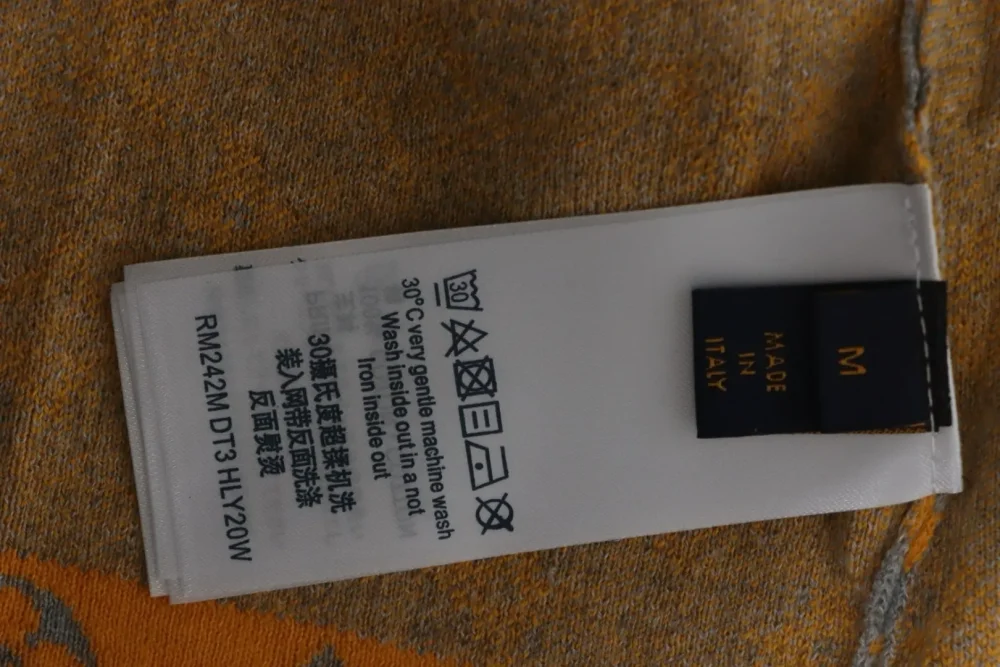 M
MADE
IN
ITALY
30
30°C very gentle machine wash
Wash inside out in a not
Iron inside out
30摄氏度超揉机洗
装入网带反面洗涤
反面熨烫
RM242M DT3 HLY20W